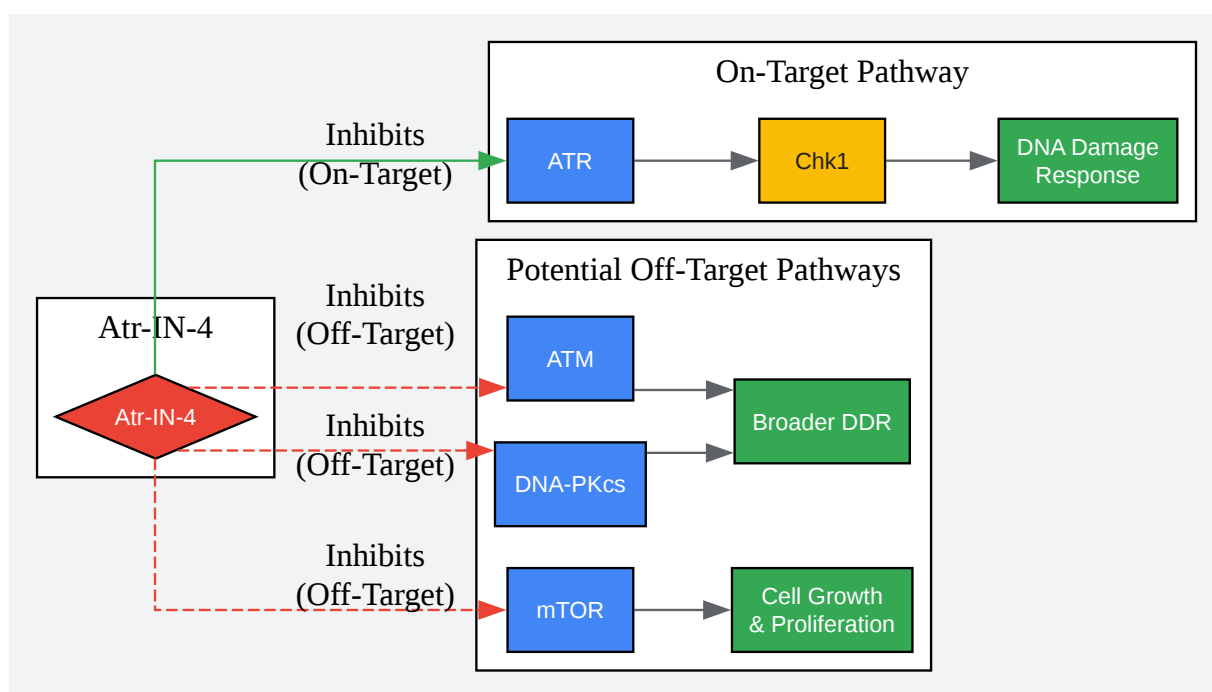 On-Target Pathway
Inhibits
(On-Target)
ATR
Chk1
DNA Damage
Response
Potential Off-Target Pathways
Atr-IN-4
Atr-IN-4
Inhibits
(Off-Target)
ATM
Broader DDR
Inhibits
(Off-Target)
DNA-PKcs
Inhibits
(Off-Target)
mTOR
Cell Growth
& Proliferation